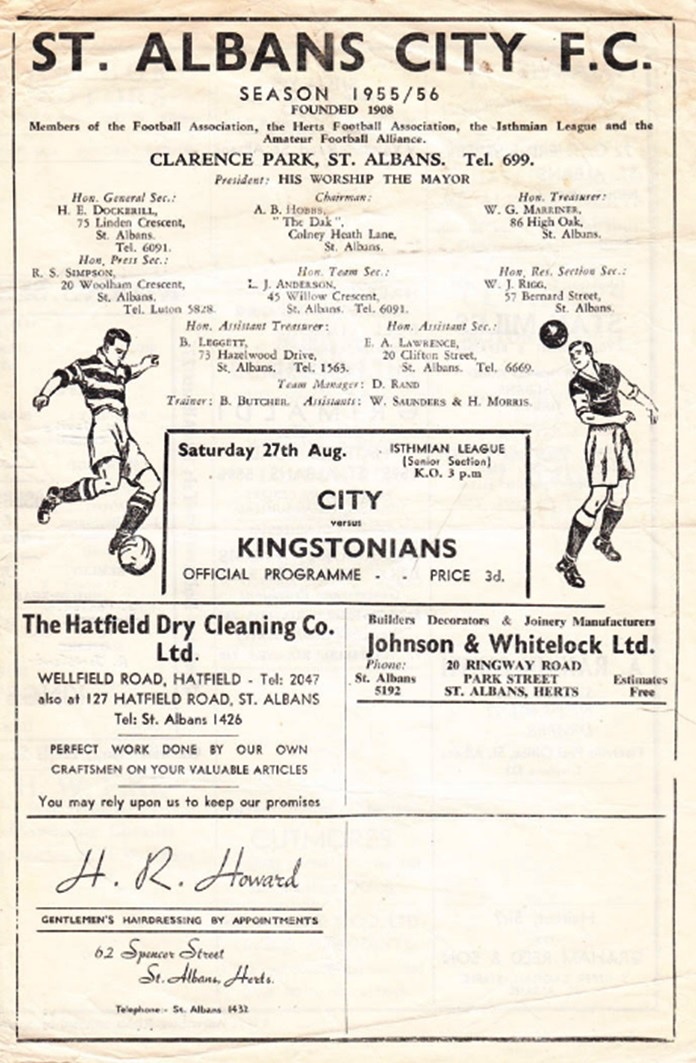 ST. ALBANS CITY F.C.
SEASON 1955/56
FOUNDED 1908
Members of the Football Association, the Herts Football Association, the Isthmian League and the
Amateur Football Alliance.
CLARENCE PARK, ST. ALBANS. Tel. 699.
President: HIS WORSHIP THE MAYOR
Hon. General Sec.:
H. E. DOCKERILL,
75 Linden Crescent,
St. Albans.
Tel. 6091.
Chairman:
A. B. HOBBS,
"The Dak",
Colney Heath Lane,
St. Albans.
Hon. Treasurer:
W. G. MARRINER,
86 High Oak,
St. Albans.
Hon. Press Sec.:
R. S. SIMPSON,
20 Woolham Crescent,
St. Albans.
Tel. Luton 5828.
Hon. Team Sec.:
L. J. ANDERSON,
45 Willow Crescent,
St. Albans. Tel. 6091.
Hon. Res. Section Sec.:
W. J. RIGG,
57 Bernard Street,
St. Albans.
Hon. Assistant Treasurer:
B. LEGGETT,
73 Hazelwood Drive,
St. Albans. Tel. 1563.
Hon. Assistant Sec.:
E. A. LAWRENCE,
20 Clifton Street,
St. Albans. Tel. 6669.
Team Manager: D. RAND
Trainer: B. BUTCHER. Assistants: W. SAUNDERS & H. MORRIS.
Saturday 27th Aug.
ISTHMIAN LEAGUE
(Senior Section)
K.O. 3 p.m
CITY
versus
KINGSTONIANS
OFFICIAL PROGRAMME - - PRICE 3d.
The Hatfield Dry Cleaning Co.
Ltd.
WELLFIELD ROAD, HATFIELD - Tel: 2047
also at 127 HATFIELD ROAD, ST. ALBANS
Tel: St. Albans 1426
PERFECT WORK DONE BY OUR OWN
CRAFTSMEN ON YOUR VALUABLE ARTICLES
You may rely upon us to keep our promises
Builders Decorators & Joinery Manufacturers
Johnson & Whitelock Ltd.
Phone: 20 RINGWAY ROAD
St. Albans PARK STREET Estimates
5192 ST. ALBANS, HERTS Free
H. R. Howard
GENTLEMEN'S HAIRDRESSING BY APPOINTMENTS
62 Spencer Street
St. Albans, Herts.
Telephone:- St. Albans 1432